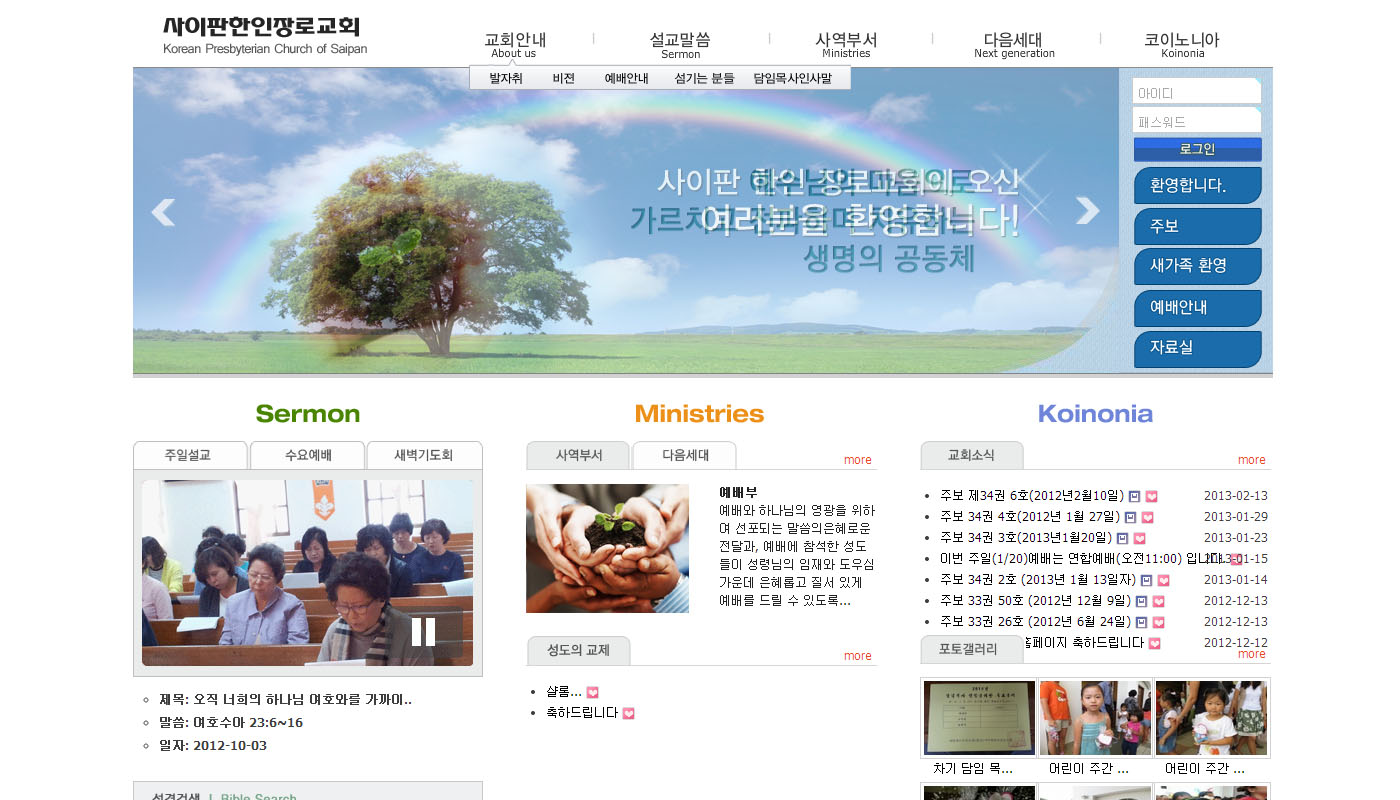 사이판한인장로교회
Korean Presbyterian Church of Saipan
교회안내
About us
설교말씀
Sermon
사역부서
Ministries
다음세대
Next generation
코이노니아
Koinonia
발자취 비젼 예배안내 섬기는 분들 담임목사인사말
사이판 한인 장로교회에 오신
여러분을 환영합니다!
생명의 공동체
아이디
패스워드
로그인
환영합니다.
주보
새가족 환영
예배안내
자료실
Sermon
주일설교 수요예배 새벽기도회
제목: 오직 너희의 하나님 여호와를 가까이..
말씀: 여호수아 23:6~16
일자: 2012-10-03
성경검색 | Bible Search
Ministries
사역부서 다음세대 more
예배부
예배와 하나님의 영광을 위하
여 선포되는 말씀의은혜로운
전달과, 예배에 참석한 성도
들이 성령님의 임재와 도우심
가운데 은혜롭고 질서 있게
예배를 드릴 수 있도록...
성도의 교제 more
샬롬...
축하드립니다
Koinonia
교회소식 more
주보 제34권 6호(2012년2월10일) 2013-02-13
주보 34권 4호(2012년 1월 27일) 2013-01-29
주보 34권 3호(2013년1월20일) 2013-01-23
이번 주일(1/20)예배는 연합예배(오전11:00) 입니다. 2013-01-15
주보 34권 2호 (2013년 1월 13일자) 2013-01-14
주보 33권 50호 (2012년 12월 9일) 2012-12-13
주보 33권 26호 (2012년 6월 24일) 2012-12-13
홈페이지 축하드립니다 2012-12-12
포토갤러리 more
차기 담임 목...
어린이 주간 ...
어린이 주간 ...